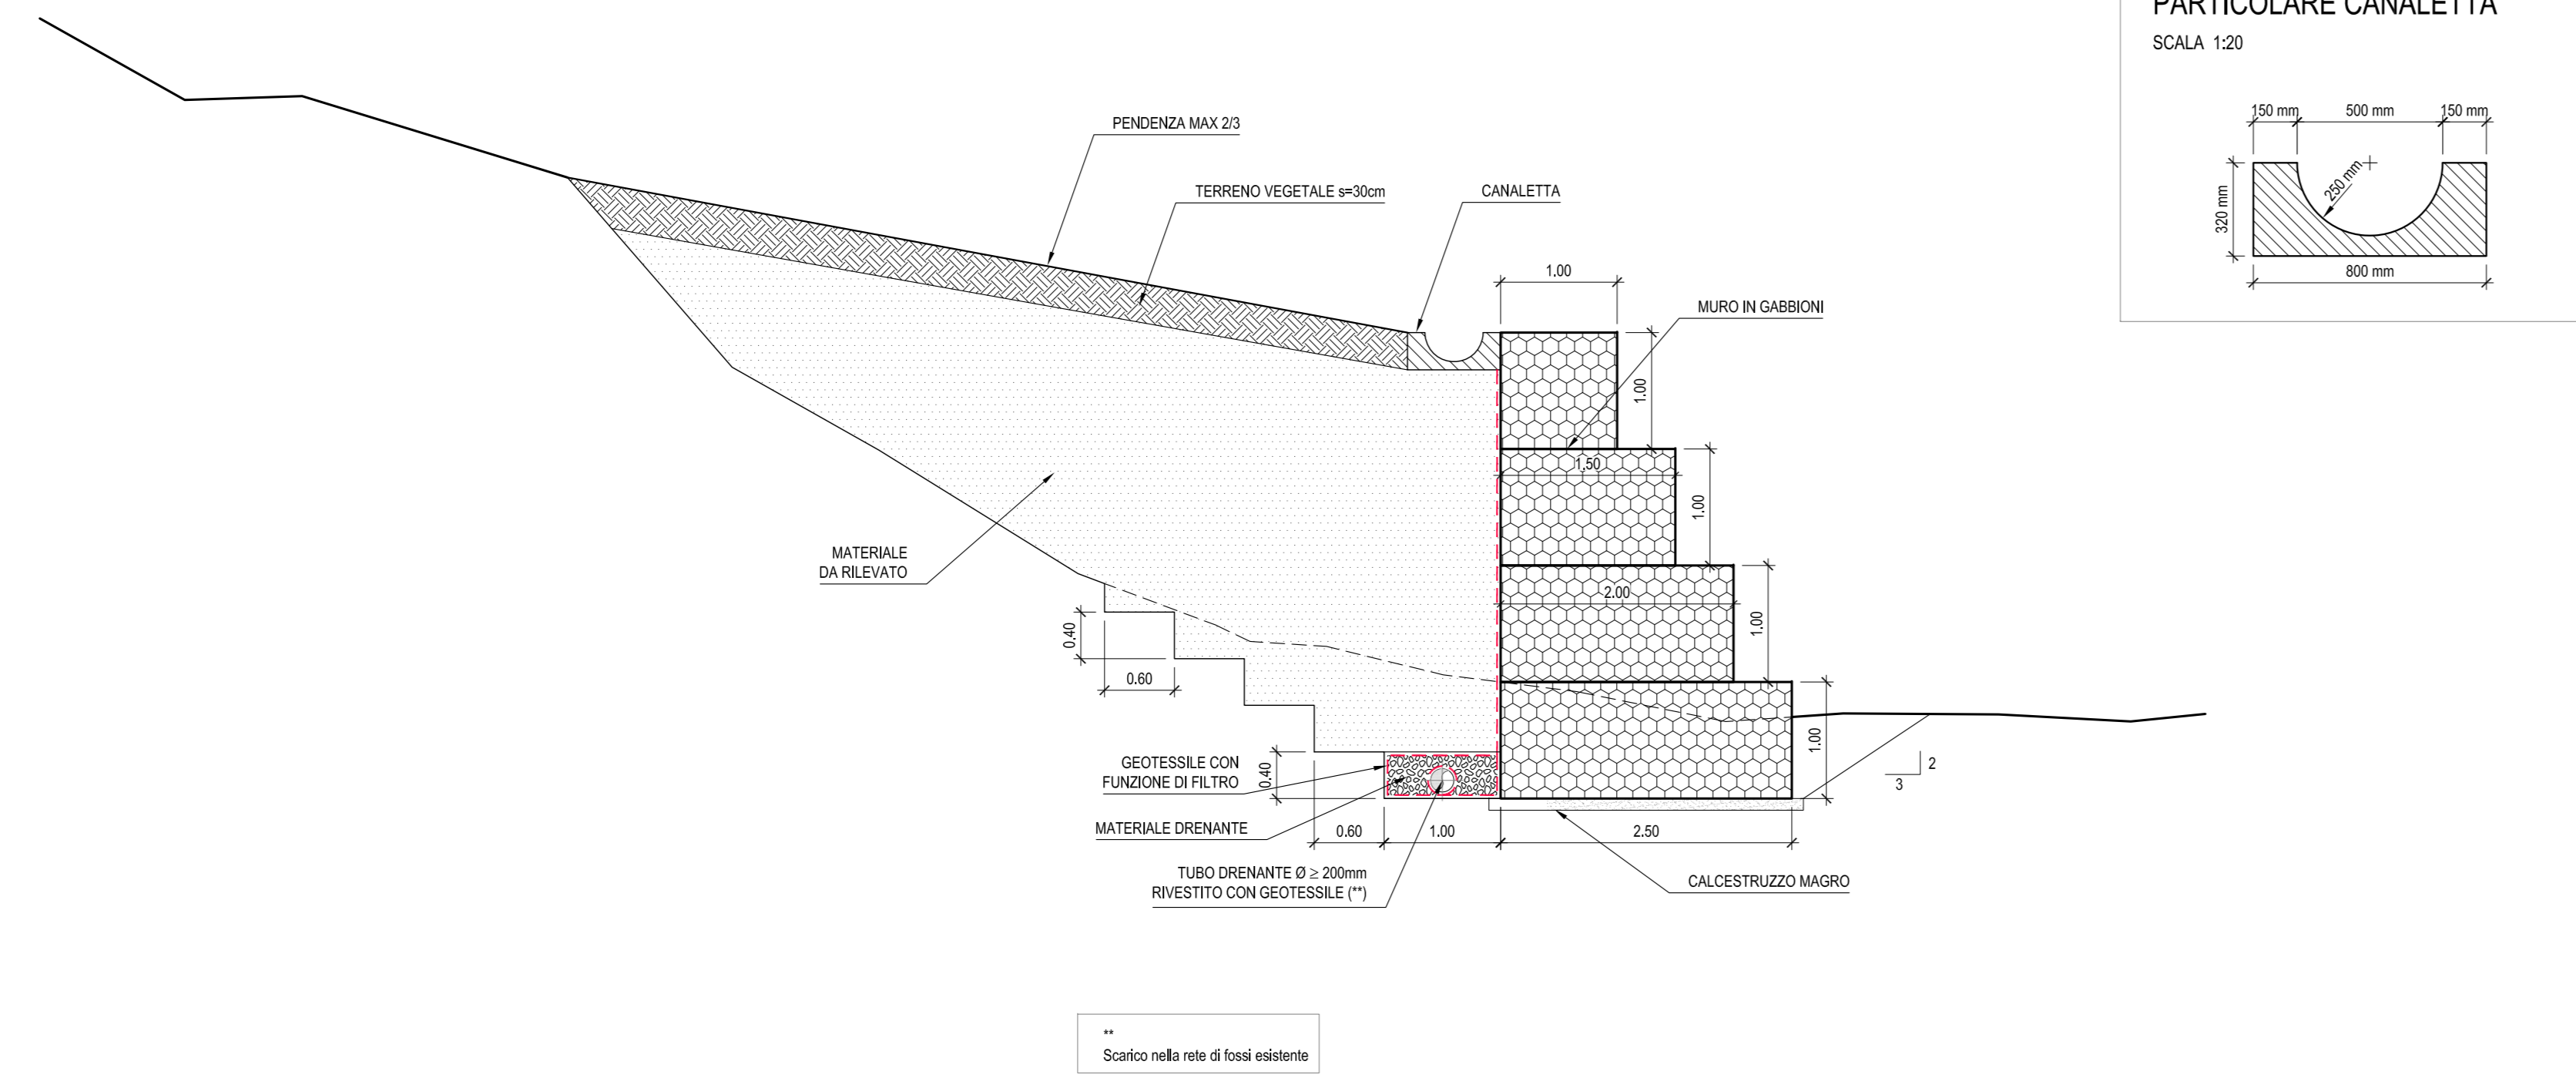 PARTICOLARE CANALETTA
SCALA 1:20
150 mm
500 mm
150 mm
250 mm
320 mm
800 mm
PENDENZA MAX 2/3
TERRENO VEGETALE s=30cm
CANALETTA
1.00
MURO IN GABBIONI
1.00
1.50
1.00
MATERIALE
DA RILEVATO
2.00
1.00
0.40
0.60
1.00
GEOTESSILE CON
FUNZIONE DI FILTRO
0.40
2
3
MATERIALE DRENANTE
0.60
1.00
2.50
TUBO DRENANTE Ø ≥ 200mm
RIVESTITO CON GEOTESSILE (**)
CALCESTRUZZO MAGRO
**
Scarico nella rete di fossi esistente